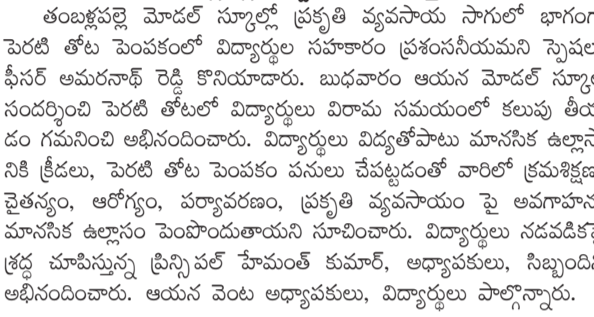 తంబళ్లపల్లె మోడల్ స్కూల్లో ప్రకృతి వ్యవసాయ సాగులో భాగంగ
పెరటి తోట పెంపకంలో విద్యార్థుల సహకారం ప్రశంసనీయమని స్పెషల
ఫీసర్ అమరనాథ్ రెడ్డి కొనియాడారు. బుధవారం ఆయన మోడల్ స్కూల
సందర్శించి పెరటి తోటలో విద్యార్థులు విరామ సమయంలో కలుపు తీయ
డం గమనించి అభినందించారు. విద్యార్థులు విద్యతోపాటు మానసిక ఉల్లాస
నికి క్రీడలు, పెరటి తోట పెంపకం పనులు చేపట్టడంతో వారిలో క్రమశిక్షణ
చైతన్యం, ఆరోగ్యం, పర్యావరణం, ప్రకృతి వ్యవసాయం పై అవగాహన
మానసిక ఉల్లాసం పెంపొందుతాయని సూచించారు. విద్యార్థులు నడవడికై
శ్రద్ధ చూపిస్తున్న ప్రిన్సిపల్ హేమంత్ కుమార్, అధ్యాపకులు, సిబ్బందిన
అభినందించారు. ఆయన వెంట అధ్యాపకులు, విద్యార్థులు పాల్గొన్నారు.